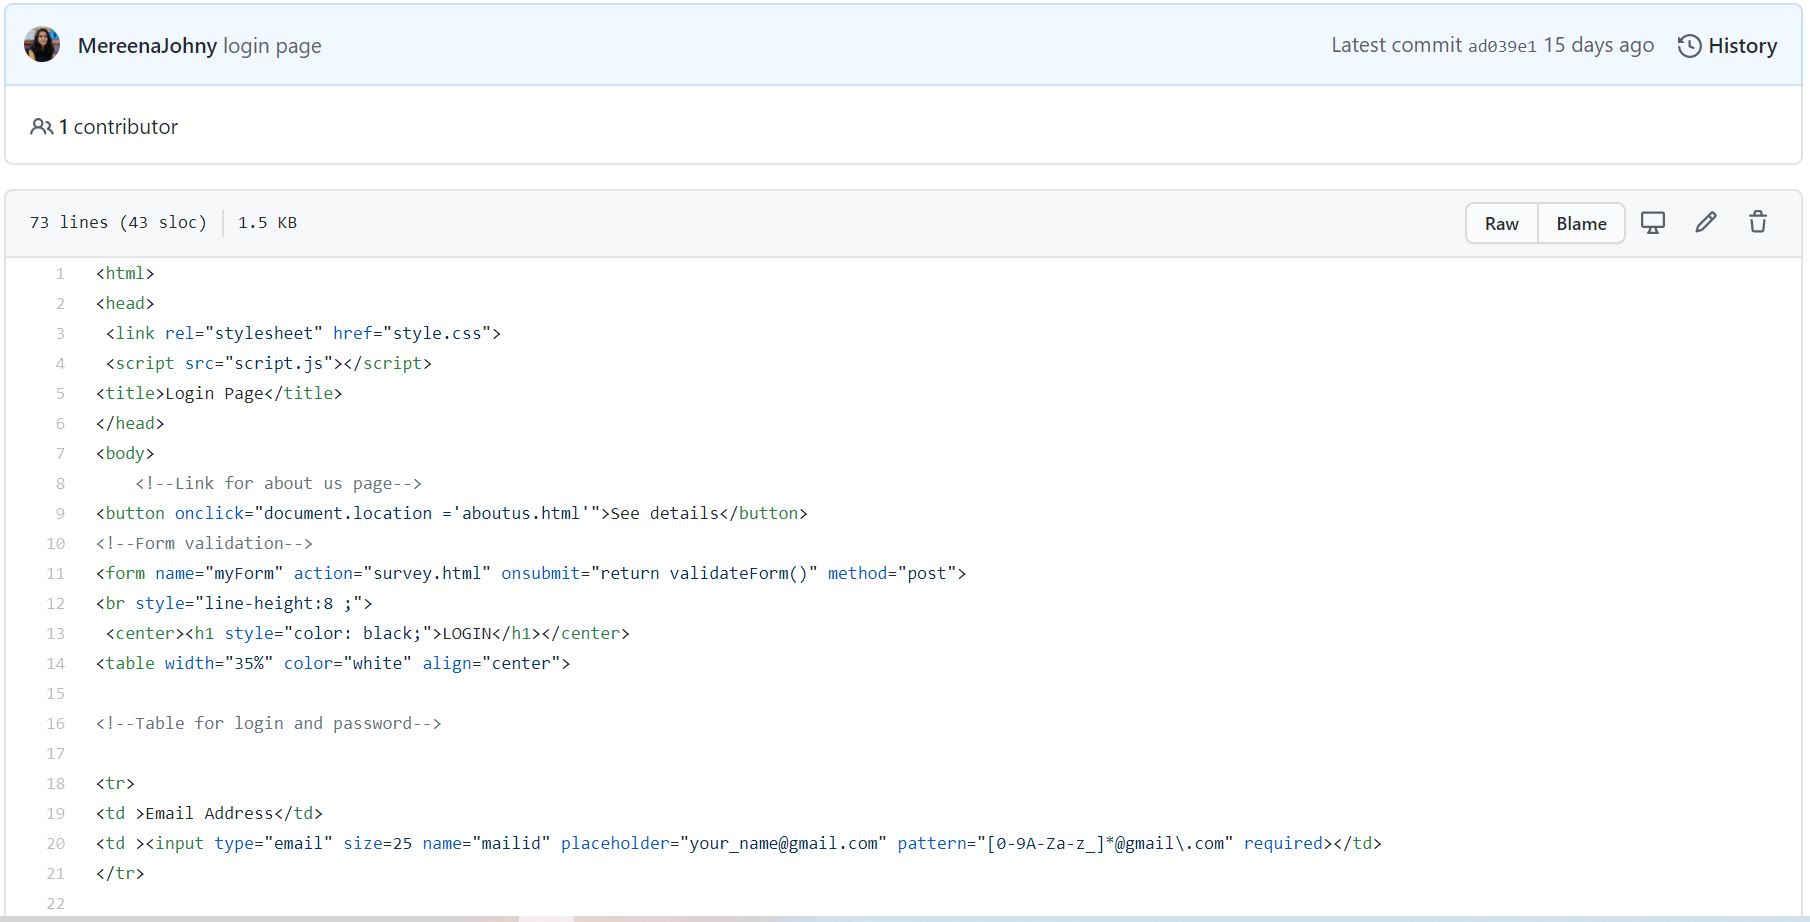 MereenaJohny login page
Latest commit ad039e1 15 days ago History
1 contributor
73 lines (43 sloc) 1.5 KB
Raw Blame
1 <html>
2 <head>
3  <link rel="stylesheet" href="style.css">
4  <script src="script.js"></script>
5 <title>Login Page</title>
6 </head>
7 <body>
8     <!--Link for about us page-->
9 <button onclick="document.location ='aboutus.html'">See details</button>
10 <!--Form validation-->
11 <form name="myForm" action="survey.html" onsubmit="return validateForm()" method="post">
12 <br style="line-height:8 ;">
13  <center><h1 style="color: black;">LOGIN</h1></center>
14 <table width="35%" color="white" align="center">
15
16 <!--Table for login and password-->
17
18 <tr>
19 <td >Email Address</td>
20 <td ><input type="email" size=25 name="mailid" placeholder="your_name@gmail.com" pattern="[0-9A-Za-z_]*@gmail\.com" required></td>
21 </tr>
22